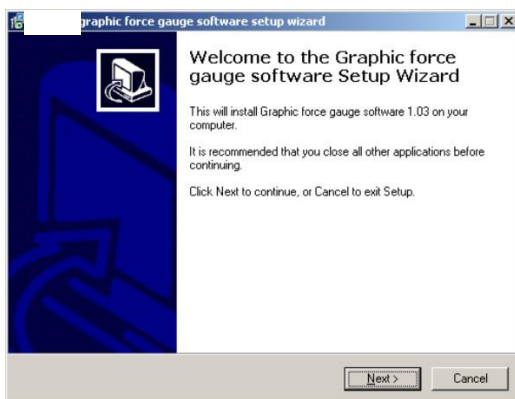 graphic force gauge software setup wizard
Welcome to the Graphic force
gauge software Setup Wizard
This will install Graphic force gauge software 1.03 on your
computer.
It is recommended that you close all other applications before
continuing.
Click Next to continue, or Cancel to exit Setup.
Next > Cancel